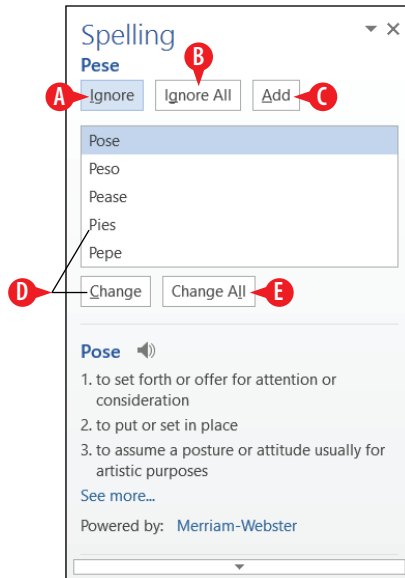 Spelling
Pese
B
A Ignore Ignore All Add C
Pose
Peso
Pease
Pies
Pepe
D Change Change All E
Pose
1. to set forth or offer for attention or
consideration
2. to put or set in place
3. to assume a posture or attitude usually for
artistic purposes
See more...
Powered by: Merriam-Webster